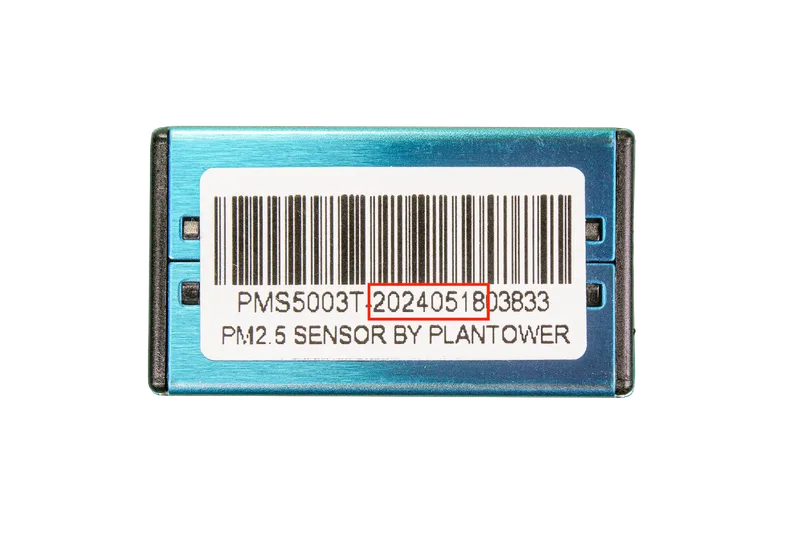 PMS5003T-2024051803833
PM2.5 SENSOR BY PLANTOWER